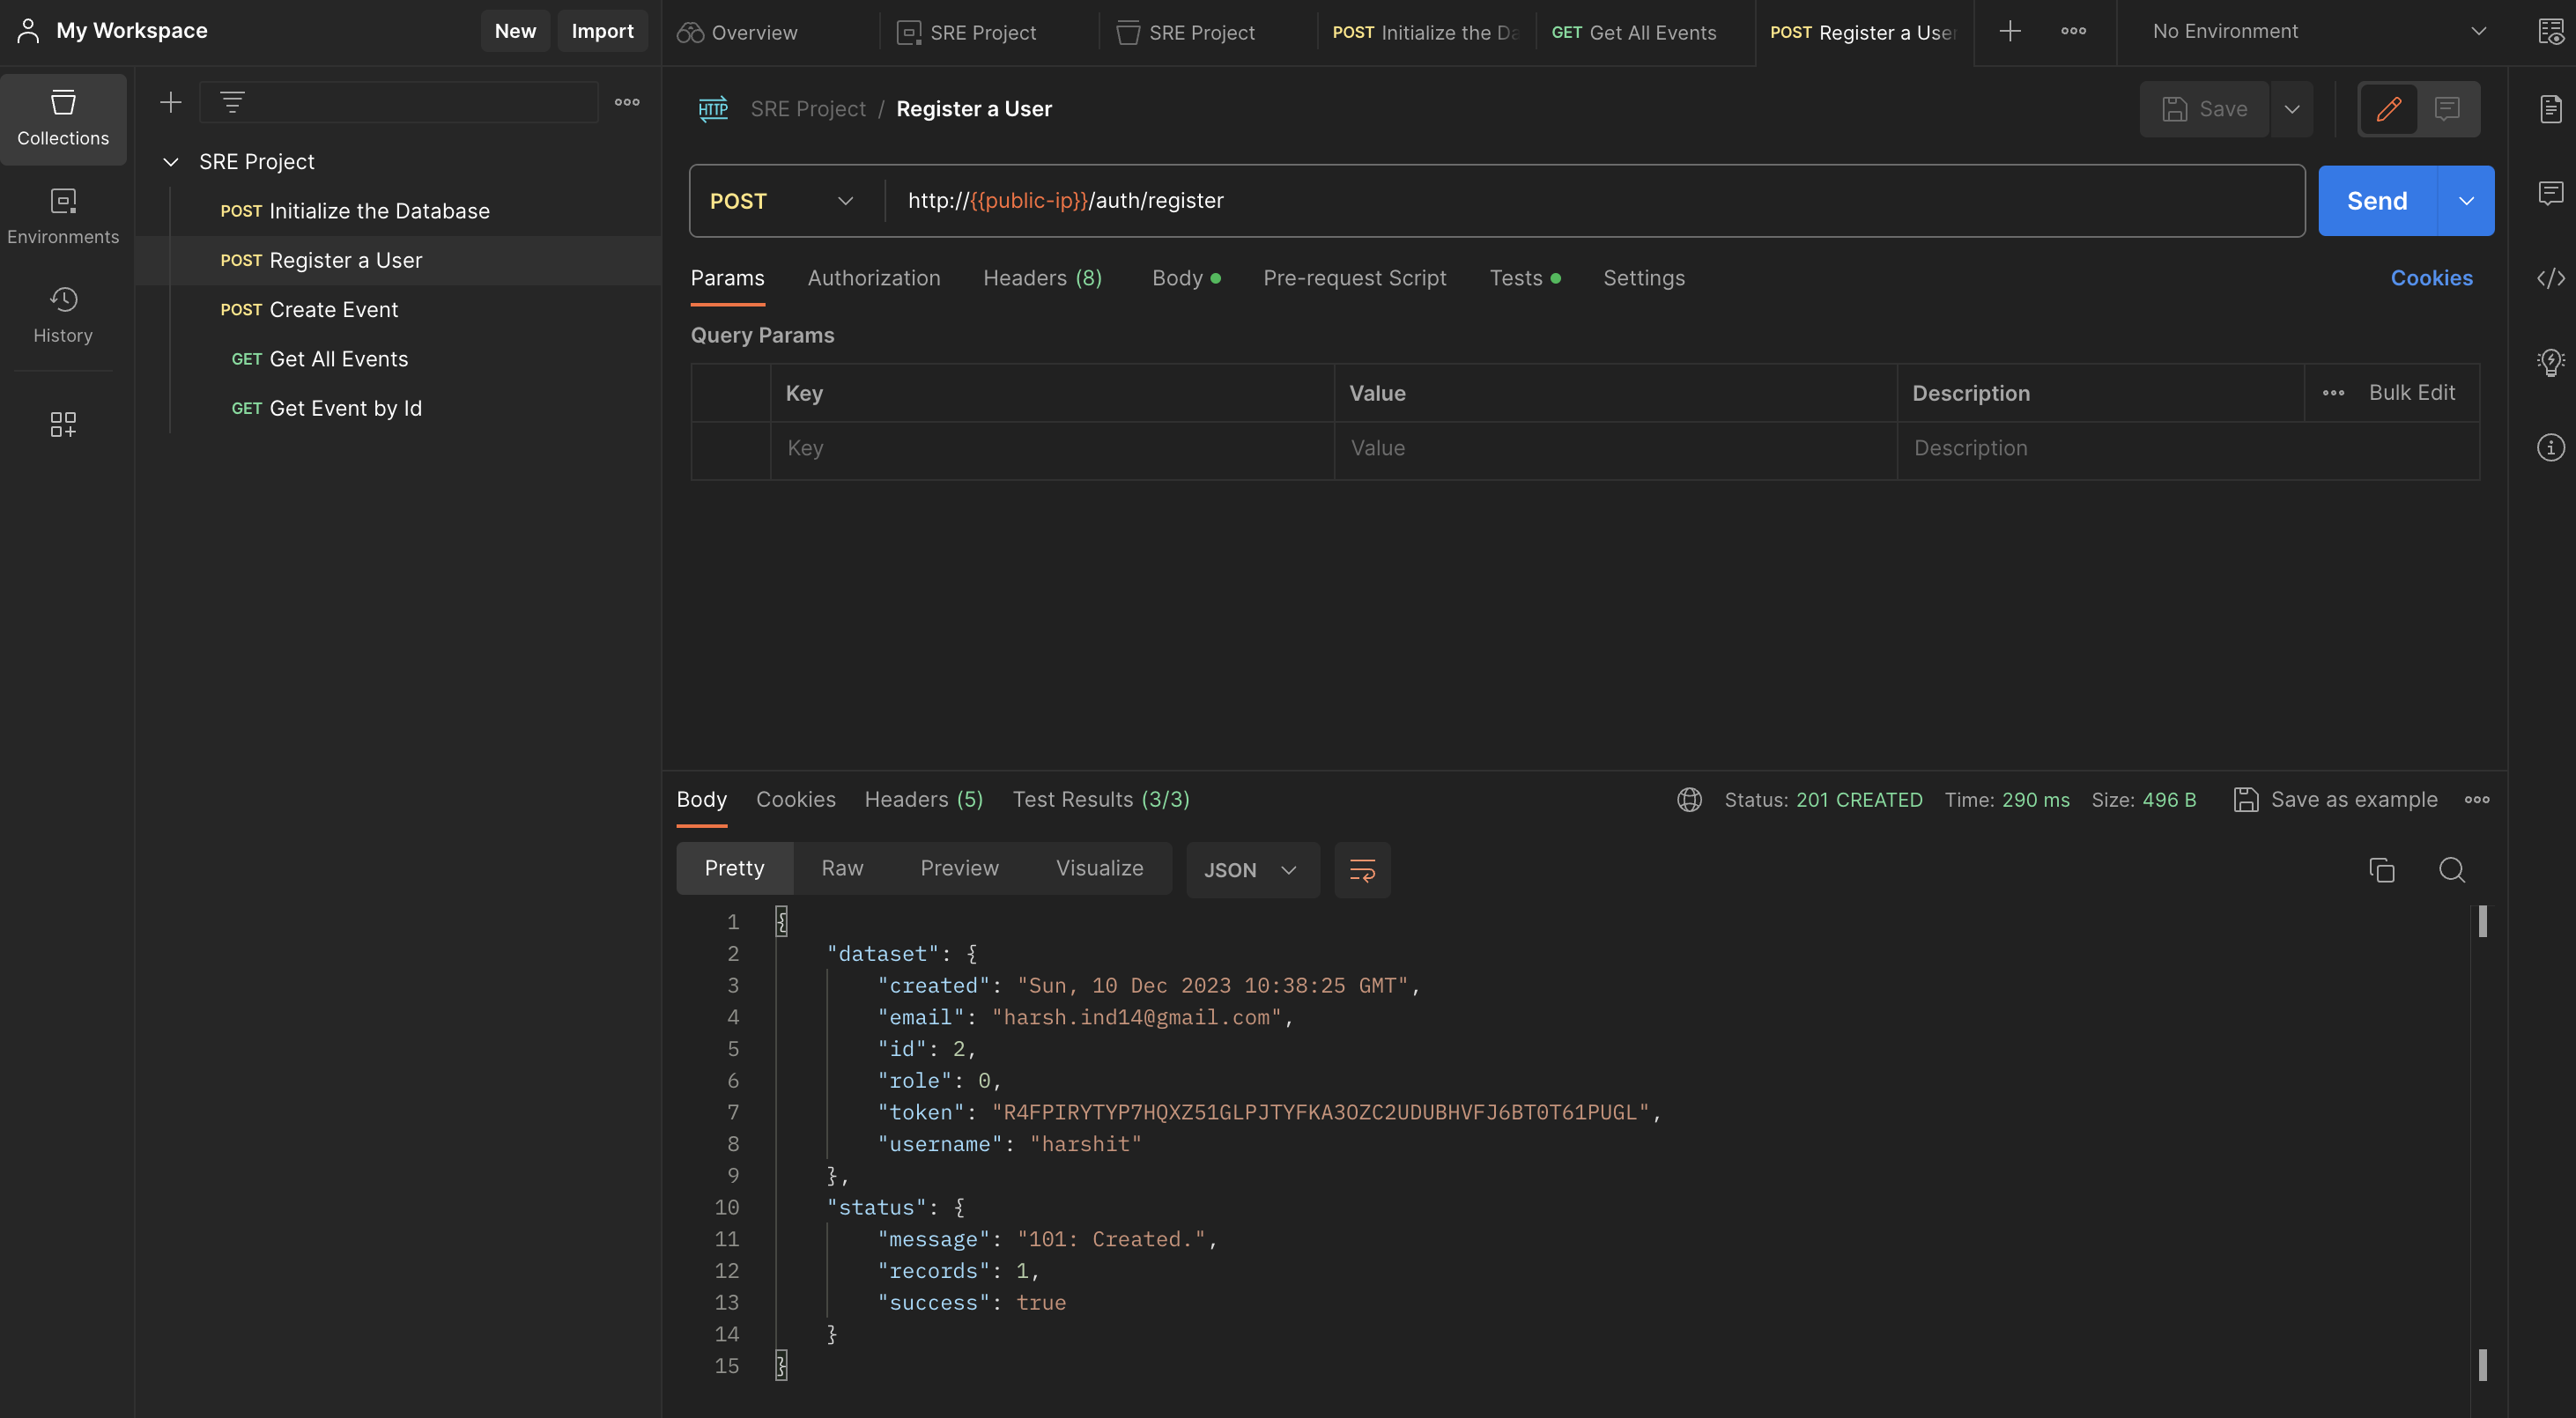 My Workspace New Import
Overview SRE Project SRE Project POST Initialize the Da GET Get All Events POST Register a User No Environment
Collections
Environments
History
SRE Project
POST Initialize the Database
POST Register a User
POST Create Event
GET Get All Events
GET Get Event by Id
HTTP SRE Project / Register a User Save
POST http://{{public-ip}}/auth/register Send
Params Authorization Headers (8) Body Pre-request Script Tests Settings Cookies
Query Params
Key Value Description Bulk Edit
Key Value Description
Body Cookies Headers (5) Test Results (3/3) Status: 201 CREATED Time: 290 ms Size: 496 B Save as example
Pretty Raw Preview Visualize JSON
1 {
2 "dataset": {
3 "created": "Sun, 10 Dec 2023 10:38:25 GMT",
4 "email": "harsh.ind14@gmail.com",
5 "id": 2,
6 "role": 0,
7 "token": "R4FPIRYTYP7HQXZ51GLPJTYFKA3OZC2UDUBHVFJ6BT0T61PUGL",
8 "username": "harshit"
9 },
10 "status": {
11 "message": "101: Created.",
12 "records": 1,
13 "success": true
14 }
15 }